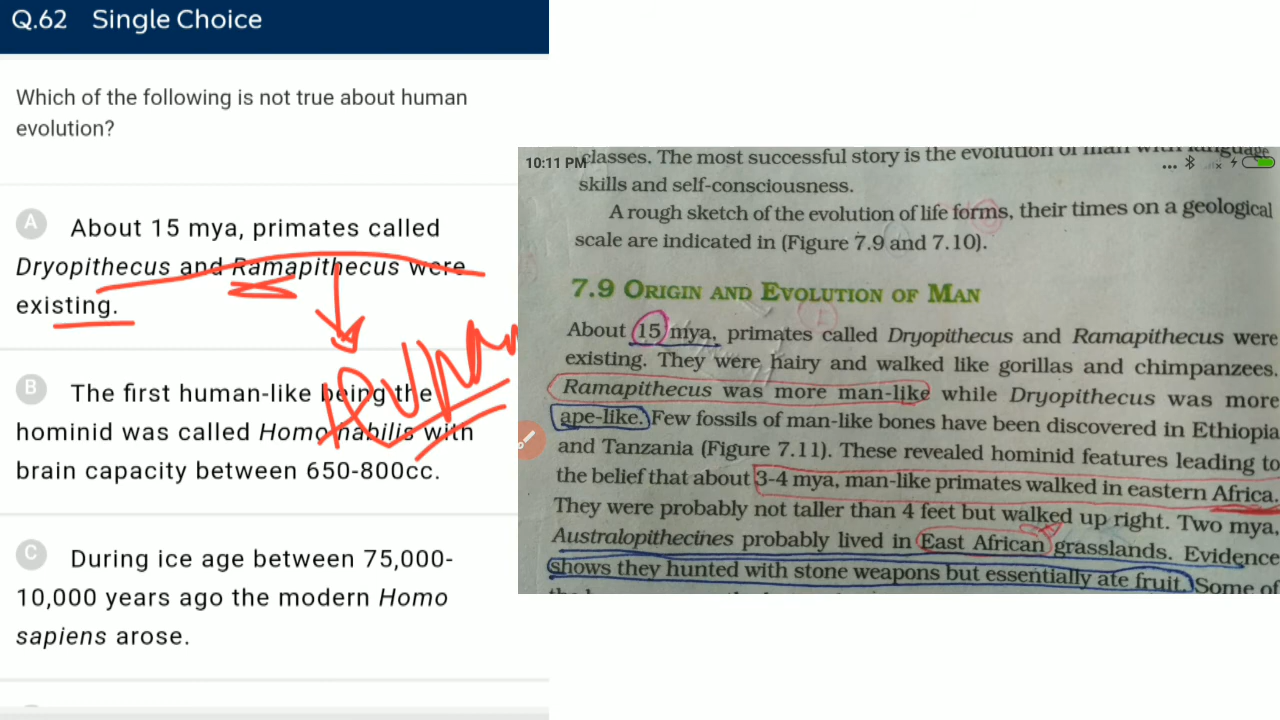 Q.62 Single Choice
Which of the following is not true about human
evolution?
A About 15 mya, primates called
Dryopithecus and Ramapithecus were
existing.
B The first human-like being the
hominid was called Homo habilis with
brain capacity between 650-800cc.
C During ice age between 75,000-
10,000 years ago the modern Homo
sapiens arose.
10:11 PM
classes. The most successful story is the evolution of man with language
skills and self-consciousness.
A rough sketch of the evolution of life forms, their times on a geological
scale are indicated in (Figure 7.9 and 7.10).
7.9 ORIGIN AND EVOLUTION OF MAN
About 15 mya, primates called Dryopithecus and Ramapithecus were
existing. They were hairy and walked like gorillas and chimpanzees.
Ramapithecus was more man-like while Dryopithecus was more
ape-like. Few fossils of man-like bones have been discovered in Ethiopia
and Tanzania (Figure 7.11). These revealed hominid features leading to
the belief that about 3-4 mya, man-like primates walked in eastern Africa.
They were probably not taller than 4 feet but walked up right. Two mya,
Australopithecines probably lived in East African grasslands. Evidence
shows they hunted with stone weapons but essentially ate fruit. Some of